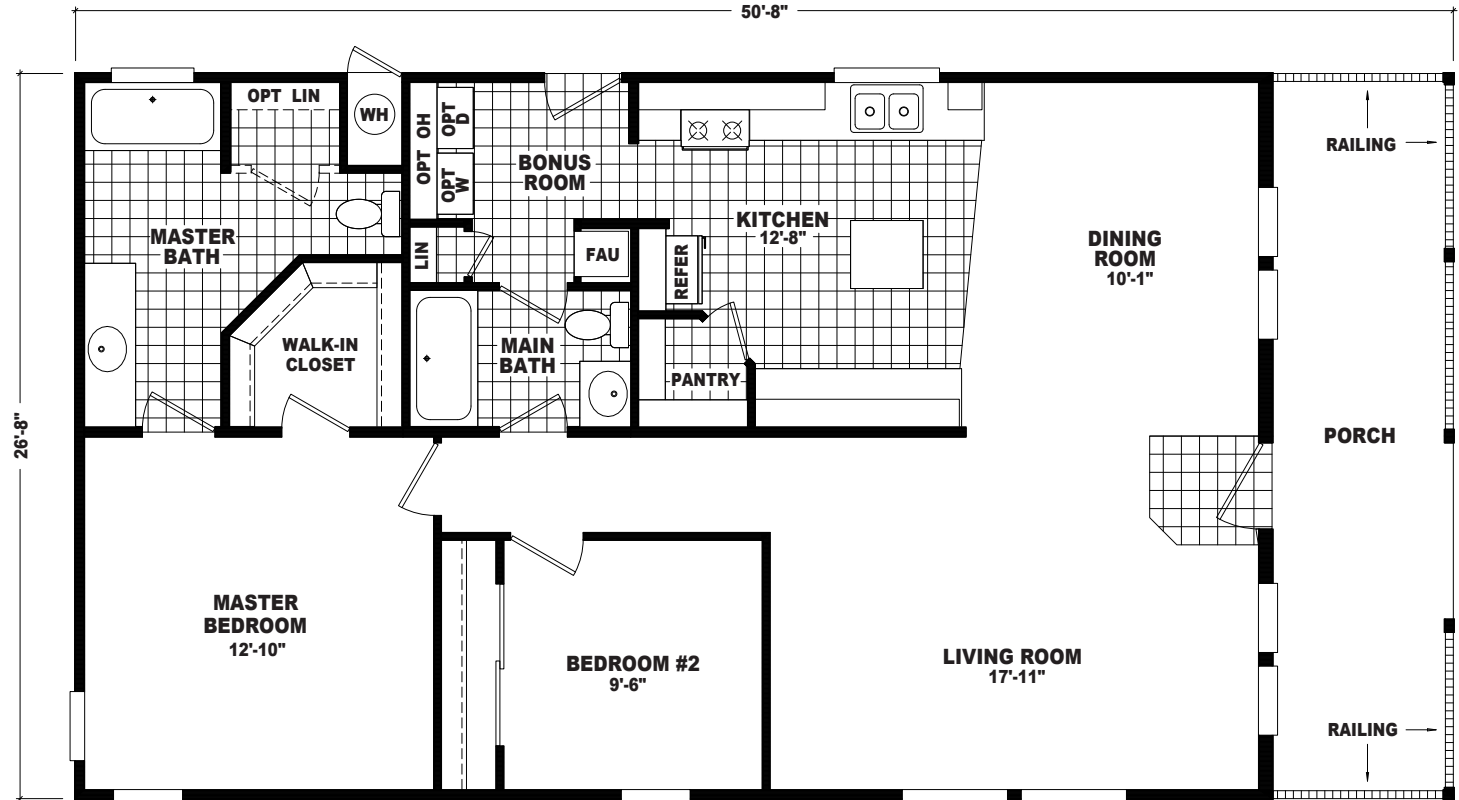 50'-8"
26'-8"
OPT LIN
WH
OPT OH
OPT D
OPT W
BONUS
ROOM
RAILING
MASTER
BATH
KITCHEN
12'-8"
DINING
ROOM
10'-1"
LIN
FAU
REFER
WALK-IN
CLOSET
MAIN
BATH
PANTRY
PORCH
MASTER
BEDROOM
12'-10"
BEDROOM #2
9'-6"
LIVING ROOM
17'-11"
RAILING